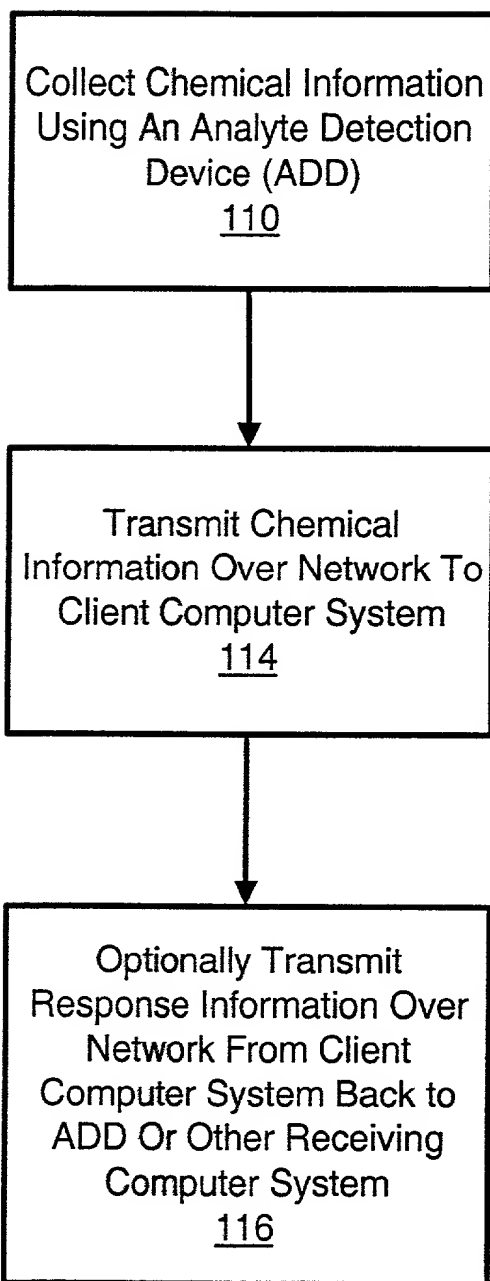 Collect Chemical Information
Using An Analyte Detection
Device (ADD)
110
Transmit Chemical
Information Over Network To
Client Computer System
114
Optionally Transmit
Response Information Over
Network From Client
Computer System Back to
ADD Or Other Receiving
Computer System
116